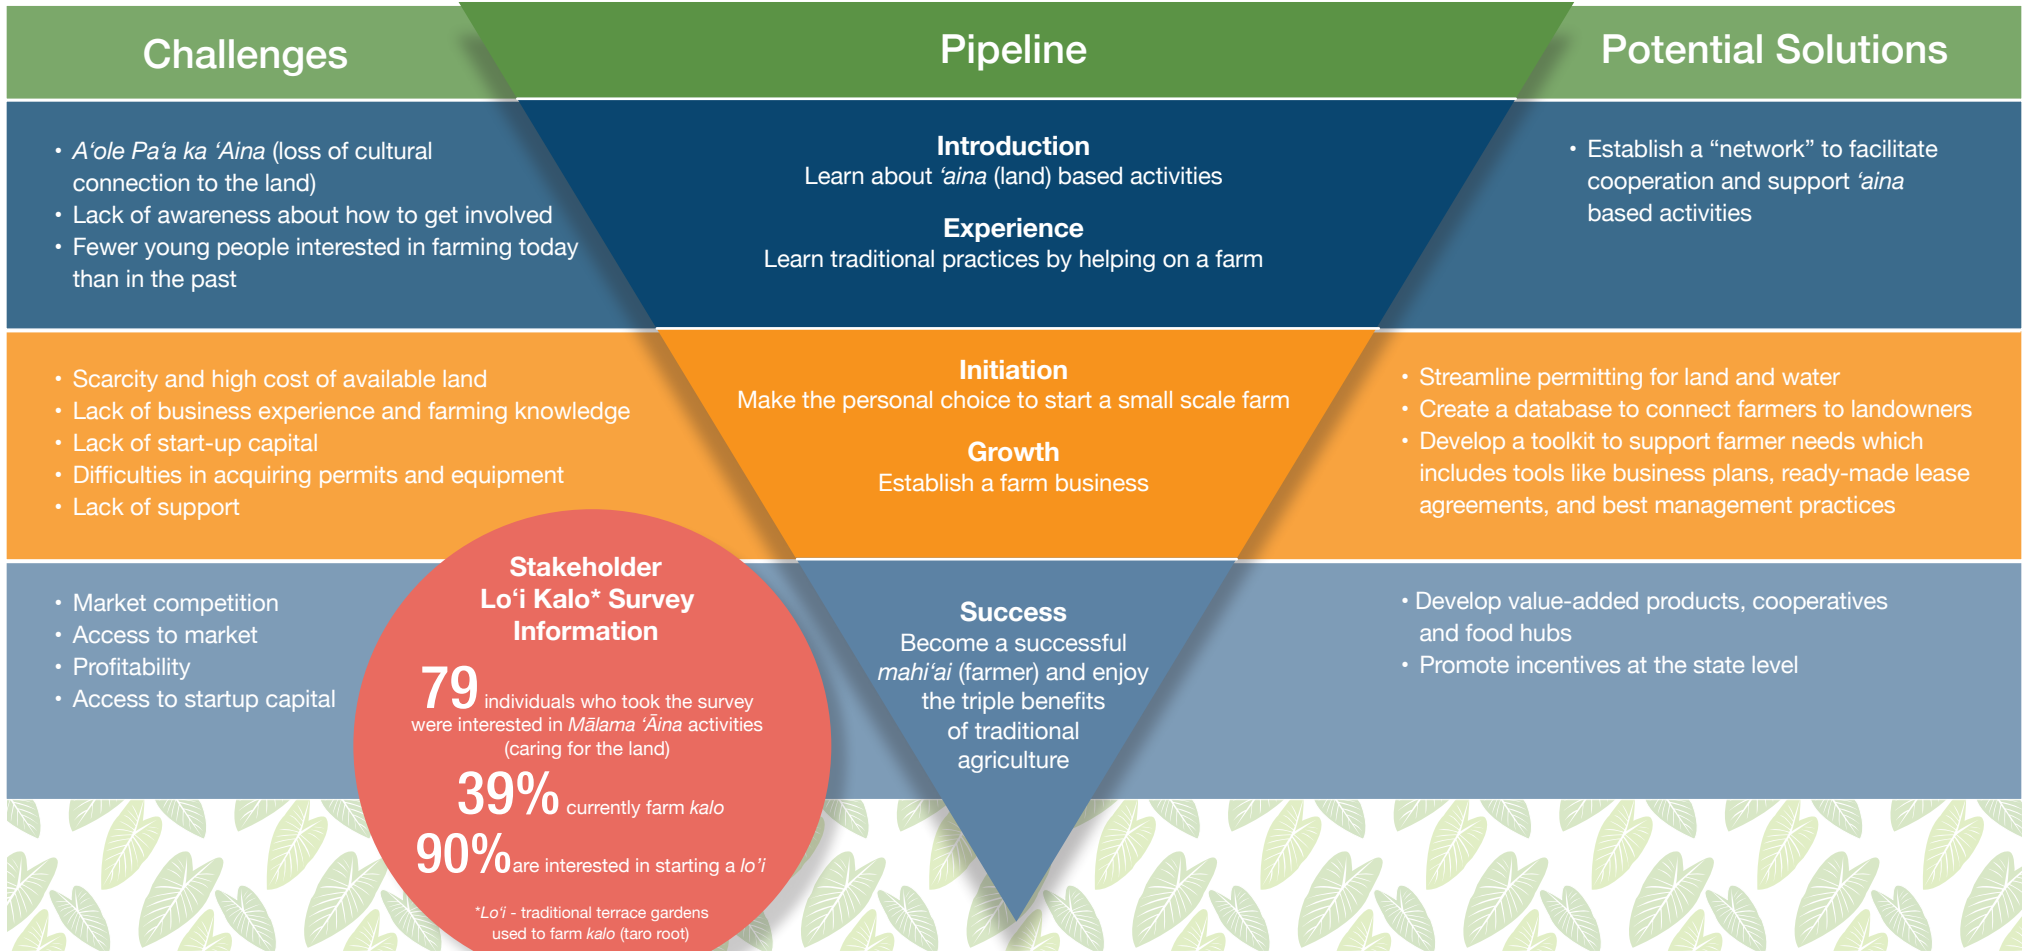 Challenges
Pipeline
Potential Solutions
• A‘ole Pa‘a ka ‘Aina (loss of cultural
connection to the land)
• Lack of awareness about how to get involved
• Fewer young people interested in farming today
than in the past
Introduction
Learn about ‘aina (land) based activities
Experience
Learn traditional practices by helping on a farm
• Establish a “network” to facilitate
cooperation and support ‘aina
based activities
• Scarcity and high cost of available land
• Lack of business experience and farming knowledge
• Lack of start-up capital
• Difficulties in acquiring permits and equipment
• Lack of support
Initiation
Make the personal choice to start a small scale farm
Growth
Establish a farm business
• Streamline permitting for land and water
• Create a database to connect farmers to landowners
• Develop a toolkit to support farmer needs which
includes tools like business plans, ready-made lease
agreements, and best management practices
• Market competition
• Access to market
• Profitability
• Access to startup capital
Stakeholder
Lo‘i Kalo* Survey
Information
79 individuals who took the survey
were interested in Mālama ‘Āina activities
(caring for the land)
39% currently farm kalo
90% are interested in starting a lo’i
*Lo‘i - traditional terrace gardens
used to farm kalo (taro root)
Success
Become a successful
mahi‘ai (farmer) and enjoy
the triple benefits
of traditional
agriculture
• Develop value-added products, cooperatives
and food hubs
• Promote incentives at the state level